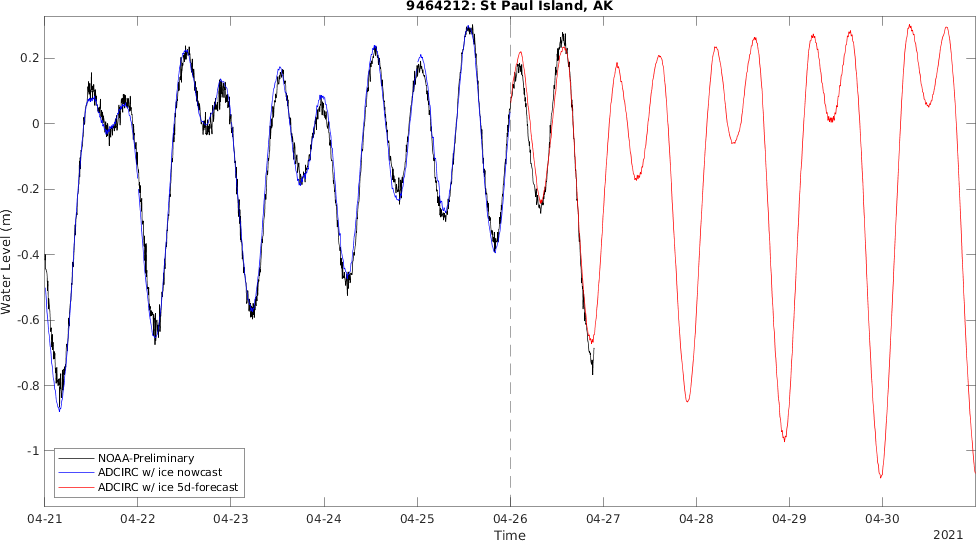 9464212: St Paul Island, AK
Water Level (m)
0.2
0
-0.2
-0.4
-0.6
-0.8
-1
NOAA-Preliminary
ADCIRC w/ ice nowcast
ADCIRC w/ ice 5d-forecast
04-21 04-22 04-23 04-24 04-25 04-26 04-27 04-28 04-29 04-30
Time
2021